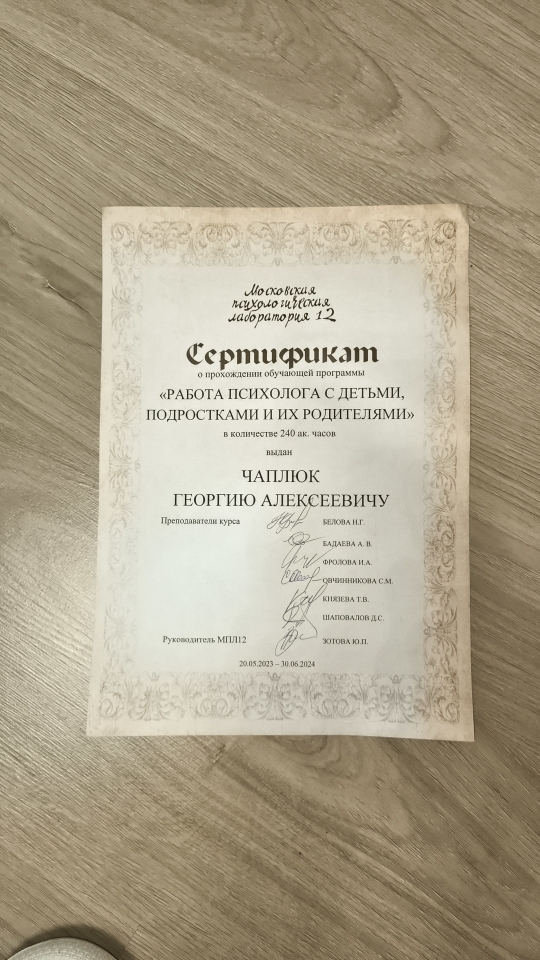 Московская
психологическая
лаборатория 12
Сертификат
о прохождении обучающей программы
«РАБОТА ПСИХОЛОГА С ДЕТЬМИ,
ПОДРОСТКАМИ И ИХ РОДИТЕЛЯМИ»
в количестве 240 ак. часов
выдан
ЧАПЛЮК
ГЕОРГИЮ АЛЕКСЕЕВИЧУ
Преподаватели курса БЕЛОВА Н.Г.
БАДАЕВА А. В.
ФРОЛОВА И.А.
ОВЧИННИКОВА С.М.
КНЯЗЕВА Т.В.
ШАПОВАЛОВ Д.С.
Руководитель МПЛ12 ЗОТОВА Ю.П.
20.05.2023 – 30.06.2024